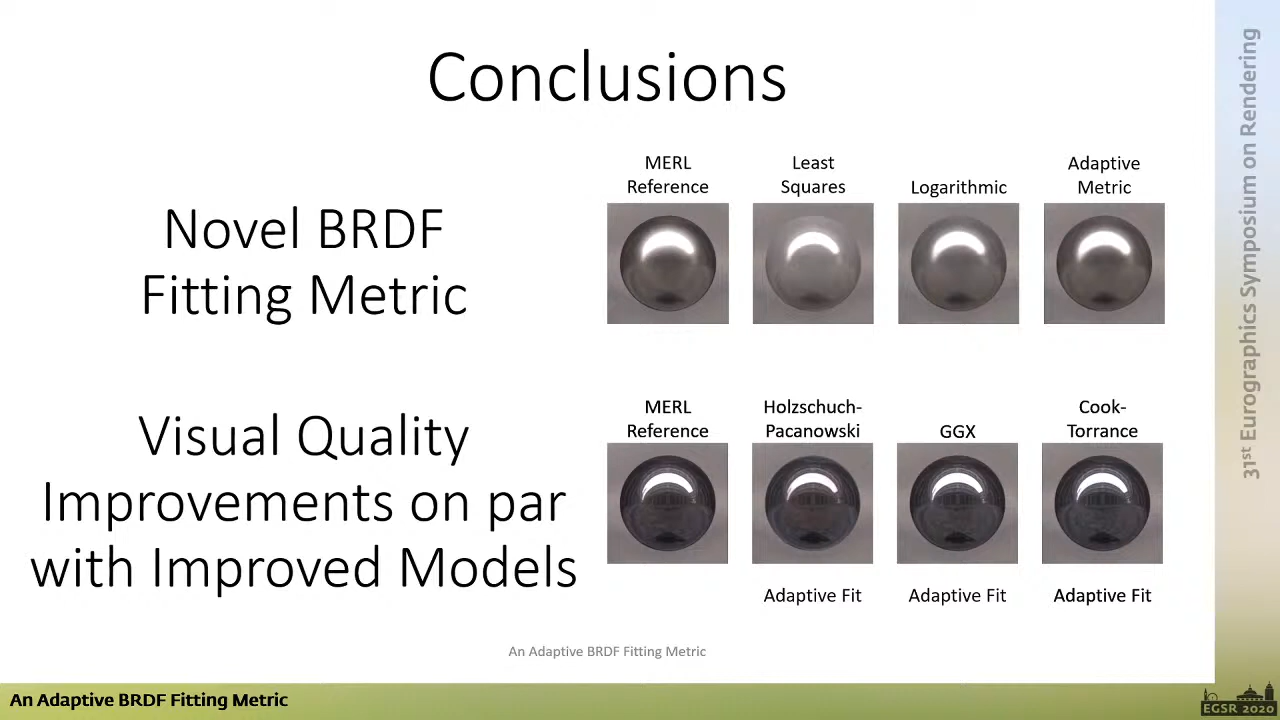 Conclusions
Novel BRDF
Fitting Metric
MERL
Reference
Least
Squares
Logarithmic
Adaptive
Metric
Visual Quality
Improvements on par
with Improved Models
MERL
Reference
Holzschuch-
Pacanowski
GGX
Cook-
Torrance
Adaptive Fit
Adaptive Fit
Adaptive Fit
An Adaptive BRDF Fitting Metric
An Adaptive BRDF Fitting Metric
31st Eurographics Symposium on Rendering
EGSR 2020